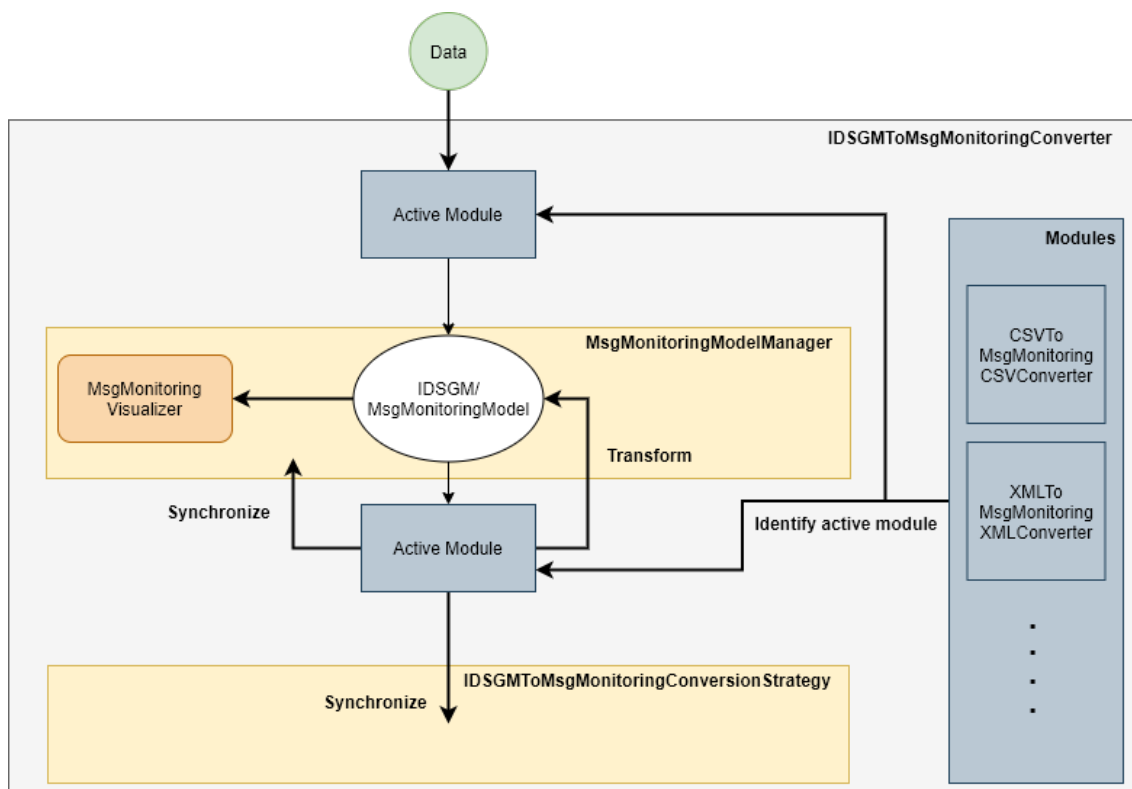 Data
IDSGMToMsgMonitoringConverter
Active Module
Modules
CSVTo
MsgMonitoring
CSVConverter
MsgMonitoringModelManager
MsgMonitoring
Visualizer
IDSGM/
MsgMonitoringModel
Transform
XMLTo
MsgMonitoring
XMLConverter
Synchronize
Identify active module
Active Module
IDSGMToMsgMonitoringConversionStrategy
Synchronize